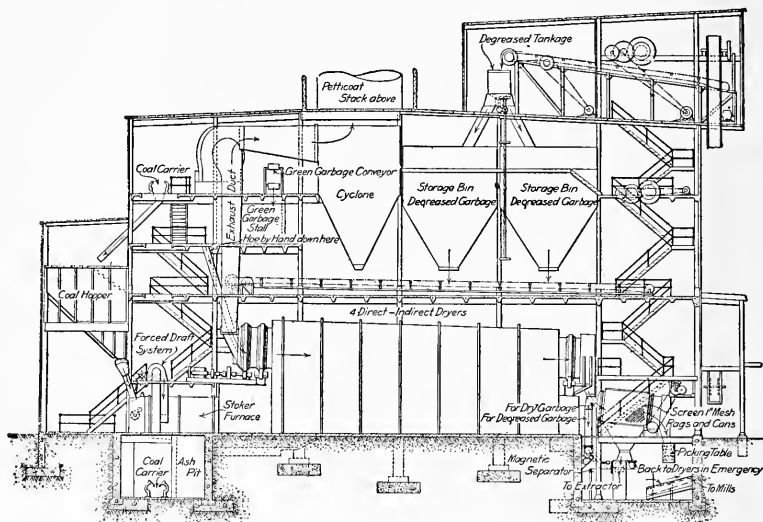 Degreased Tankage
Petticoat
Stack above
Coal Carrier
Green Garbage Conveyor
Cyclone
Exhaust Duct
Green
Garbage
Stall
Hoe by Hand down here
Storage Bin
Degreased Garbage
Storage Bin
Degreased Garbage
Coal Hopper
4 Direct-Indirect Dryers
Forced Draft
System
Stoker
Furnace
For Dry Garbage
For Degreased Garbage
Screen 1" Mesh
Rags and Cans
Coal
Carrier
Ash
Pit
Magnetic
Separator
Picking Table
Back to Dryers in Emergency
To Extractor
To Mills